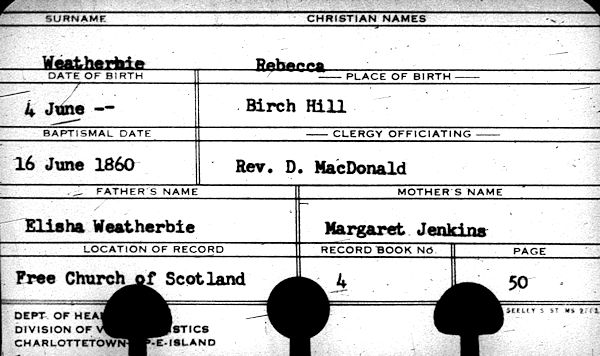 SURNAME CHRISTIAN NAMES
Weatherbie Rebecca
DATE OF BIRTH PLACE OF BIRTH
4 June -- Birch Hill
BAPTISMAL DATE CLERGY OFFICIATING
16 June 1860 Rev. D. MacDonald
FATHER'S NAME MOTHER'S NAME
Elisha Weatherbie Margaret Jenkins
LOCATION OF RECORD RECORD BOOK No. PAGE
Free Church of Scotland 4 50
SEELEY'S ST
DEPT. OF
DIVISION OF
CHARLOTTETOWN P-E-ISLAND